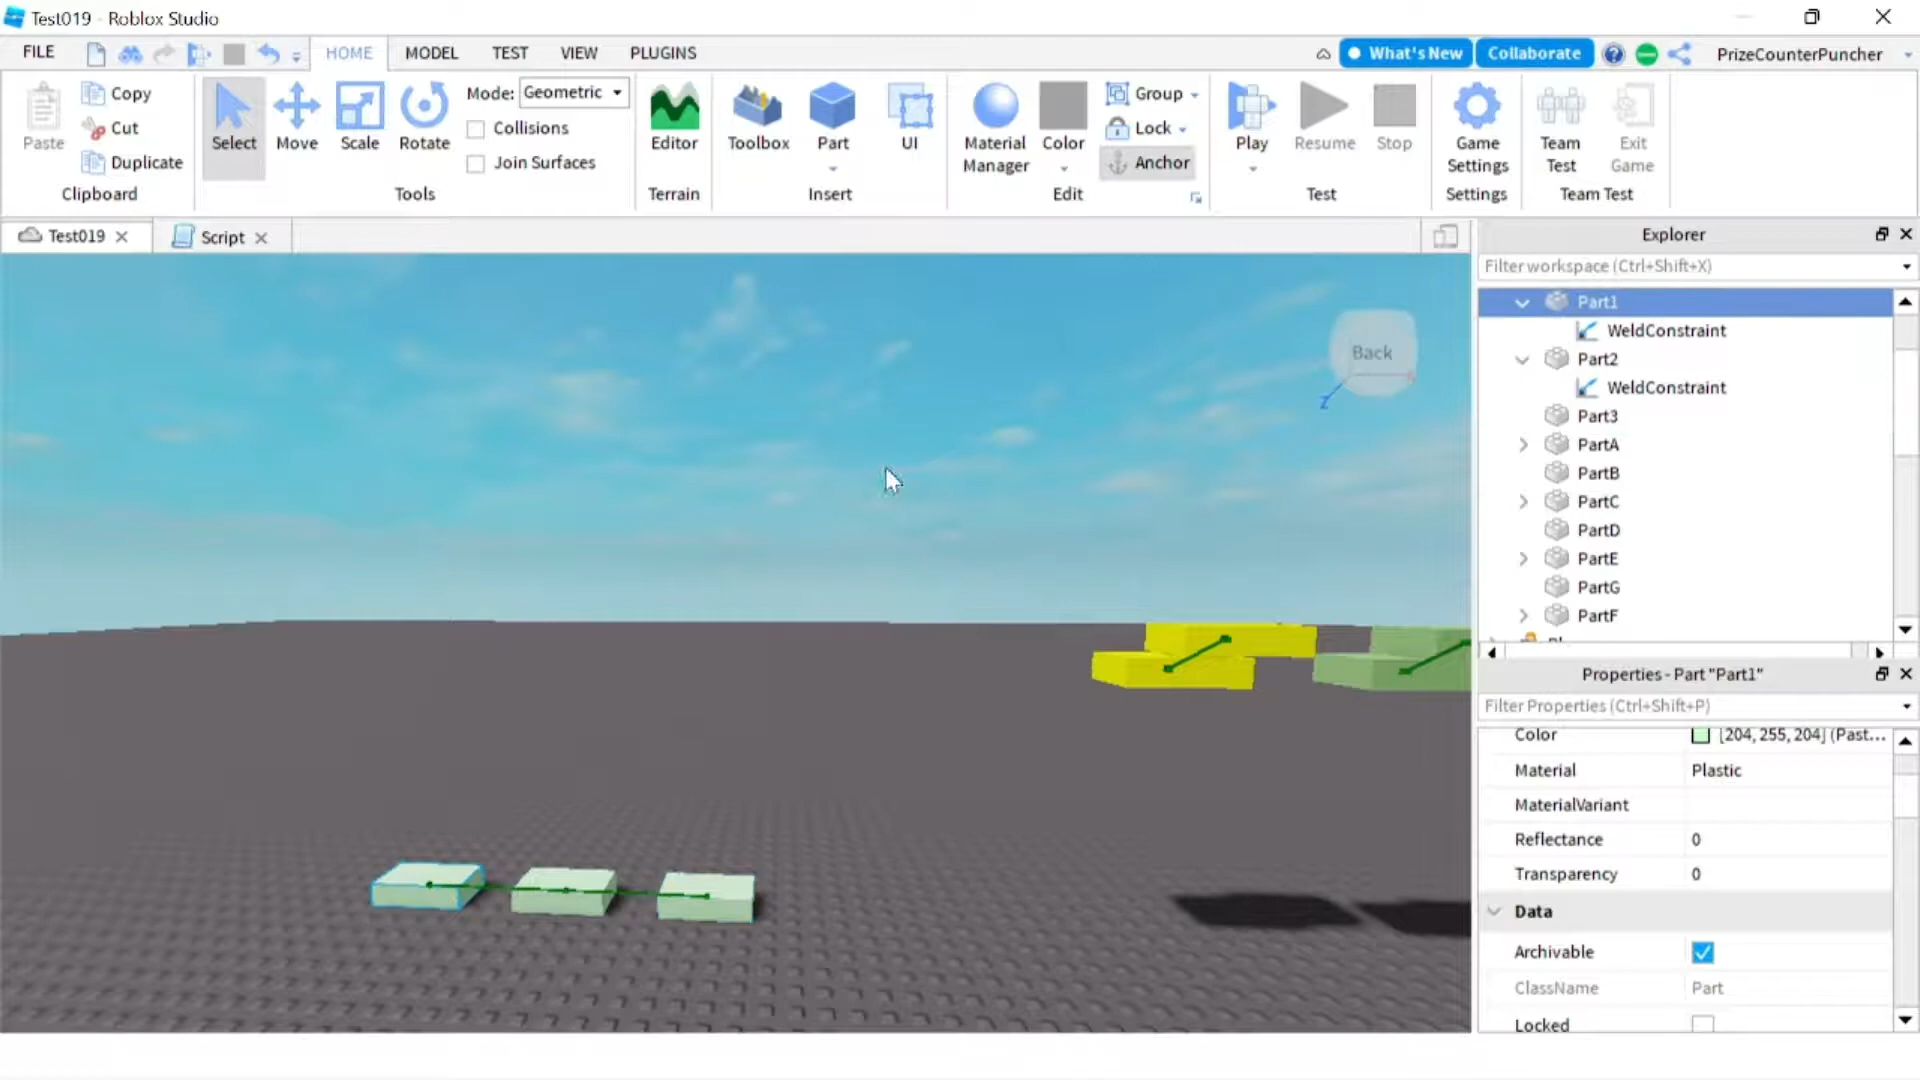 Test019 - Roblox Studio
FILE
HOME
MODEL
TEST
VIEW
PLUGINS
What's New
Collaborate
PrizeCounterPuncher
Paste
Copy
Cut
Duplicate
Clipboard
Select
Move
Scale
Rotate
Mode: Geometric
Collisions
Join Surfaces
Tools
Editor
Terrain
Toolbox
Part
UI
Insert
Material
Manager
Color
Group
Lock
Anchor
Edit
Play
Resume
Stop
Test
Game
Settings
Settings
Team
Test
Exit
Game
Team Test
Test019
Script
Back
Z
Explorer
Filter workspace (Ctrl+Shift+X)
Part1
WeldConstraint
Part2
WeldConstraint
Part3
PartA
PartB
PartC
PartD
PartE
PartG
PartF
Properties - Part "Part1"
Filter Properties (Ctrl+Shift+P)
Color [204, 255, 204] (Past...
Material Plastic
MaterialVariant
Reflectance 0
Transparency 0
Data
Archivable
ClassName Part
Locked